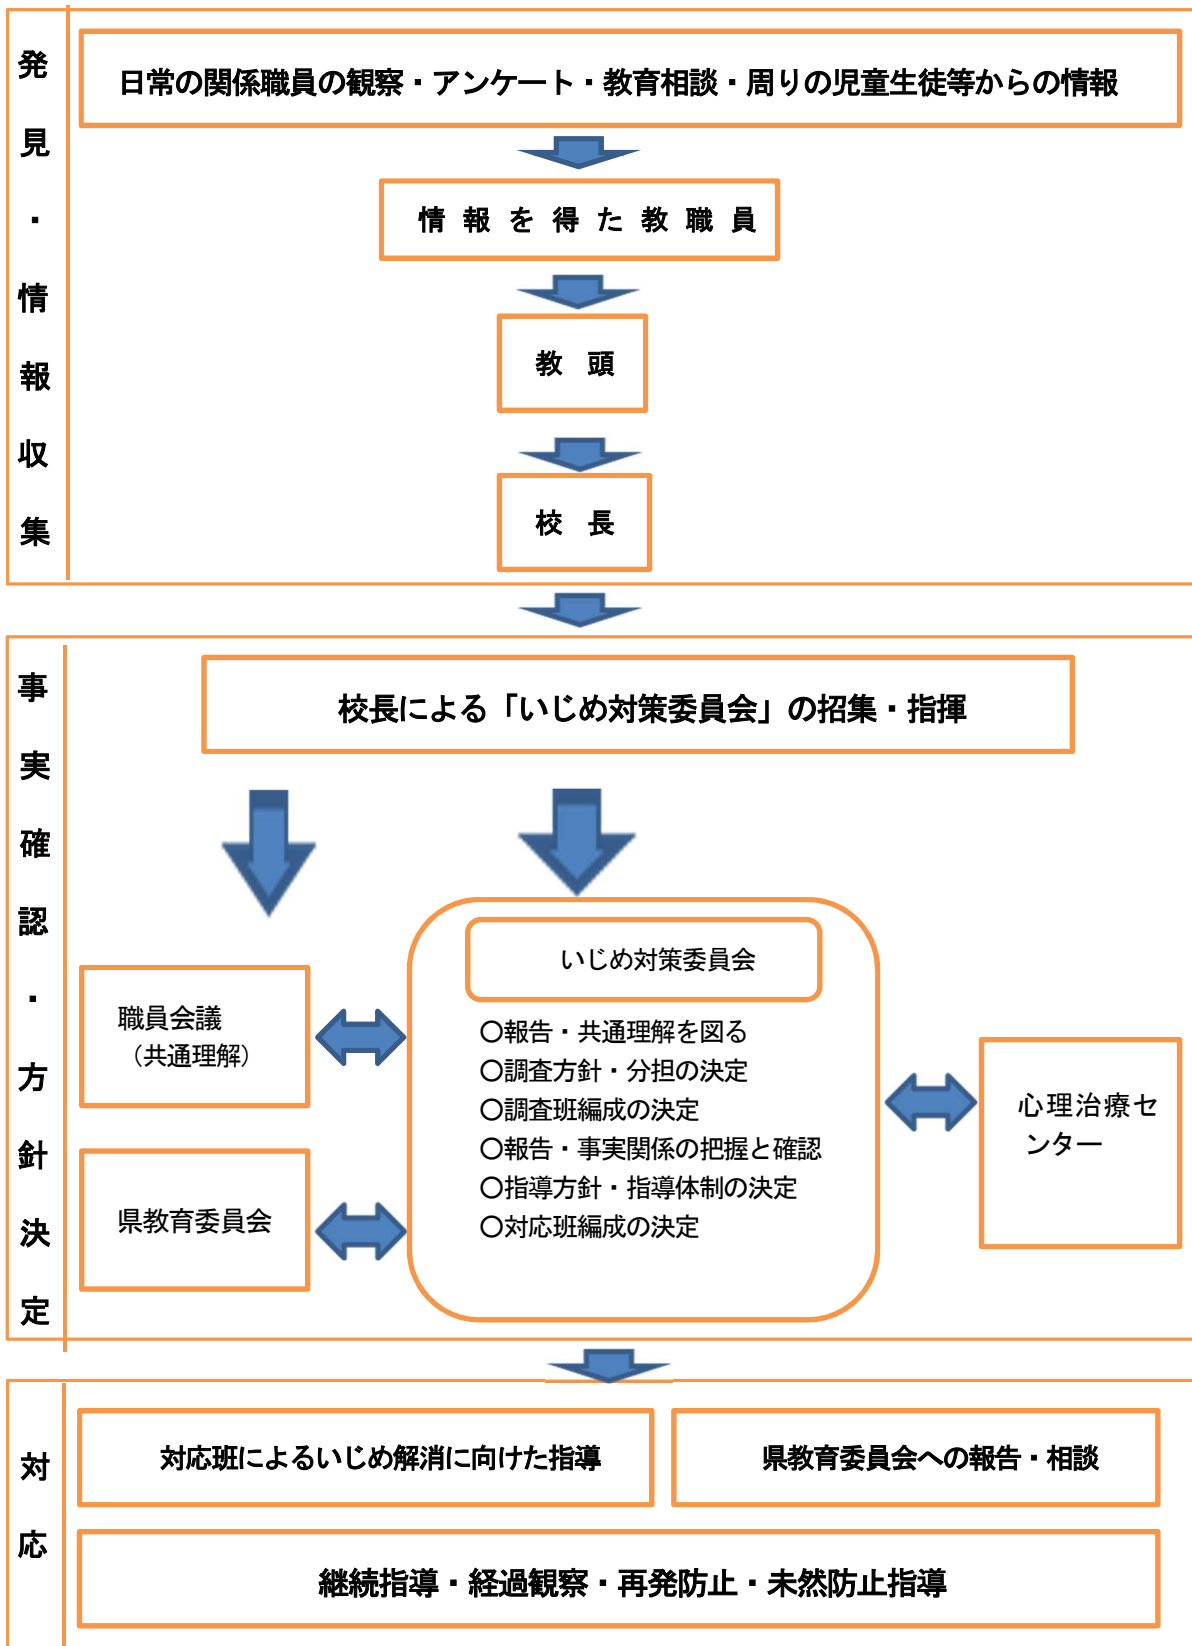 発見・情報収集
日常の関係職員の観察・アンケート・教育相談・周りの児童生徒等からの情報
情報を得た教職員
教頭
校長
事実確認・方針決定
校長による「いじめ対策委員会」の招集・指揮
職員会議
（共通理解）
県教育委員会
いじめ対策委員会
〇報告・共通理解を図る
〇調査方針・分担の決定
〇調査班編成の決定
〇報告・事実関係の把握と確認
〇指導方針・指導体制の決定
〇対応班編成の決定
心理治療セ
ンター
対応
対応班によるいじめ解消に向けた指導
県教育委員会への報告・相談
継続指導・経過観察・再発防止・未然防止指導